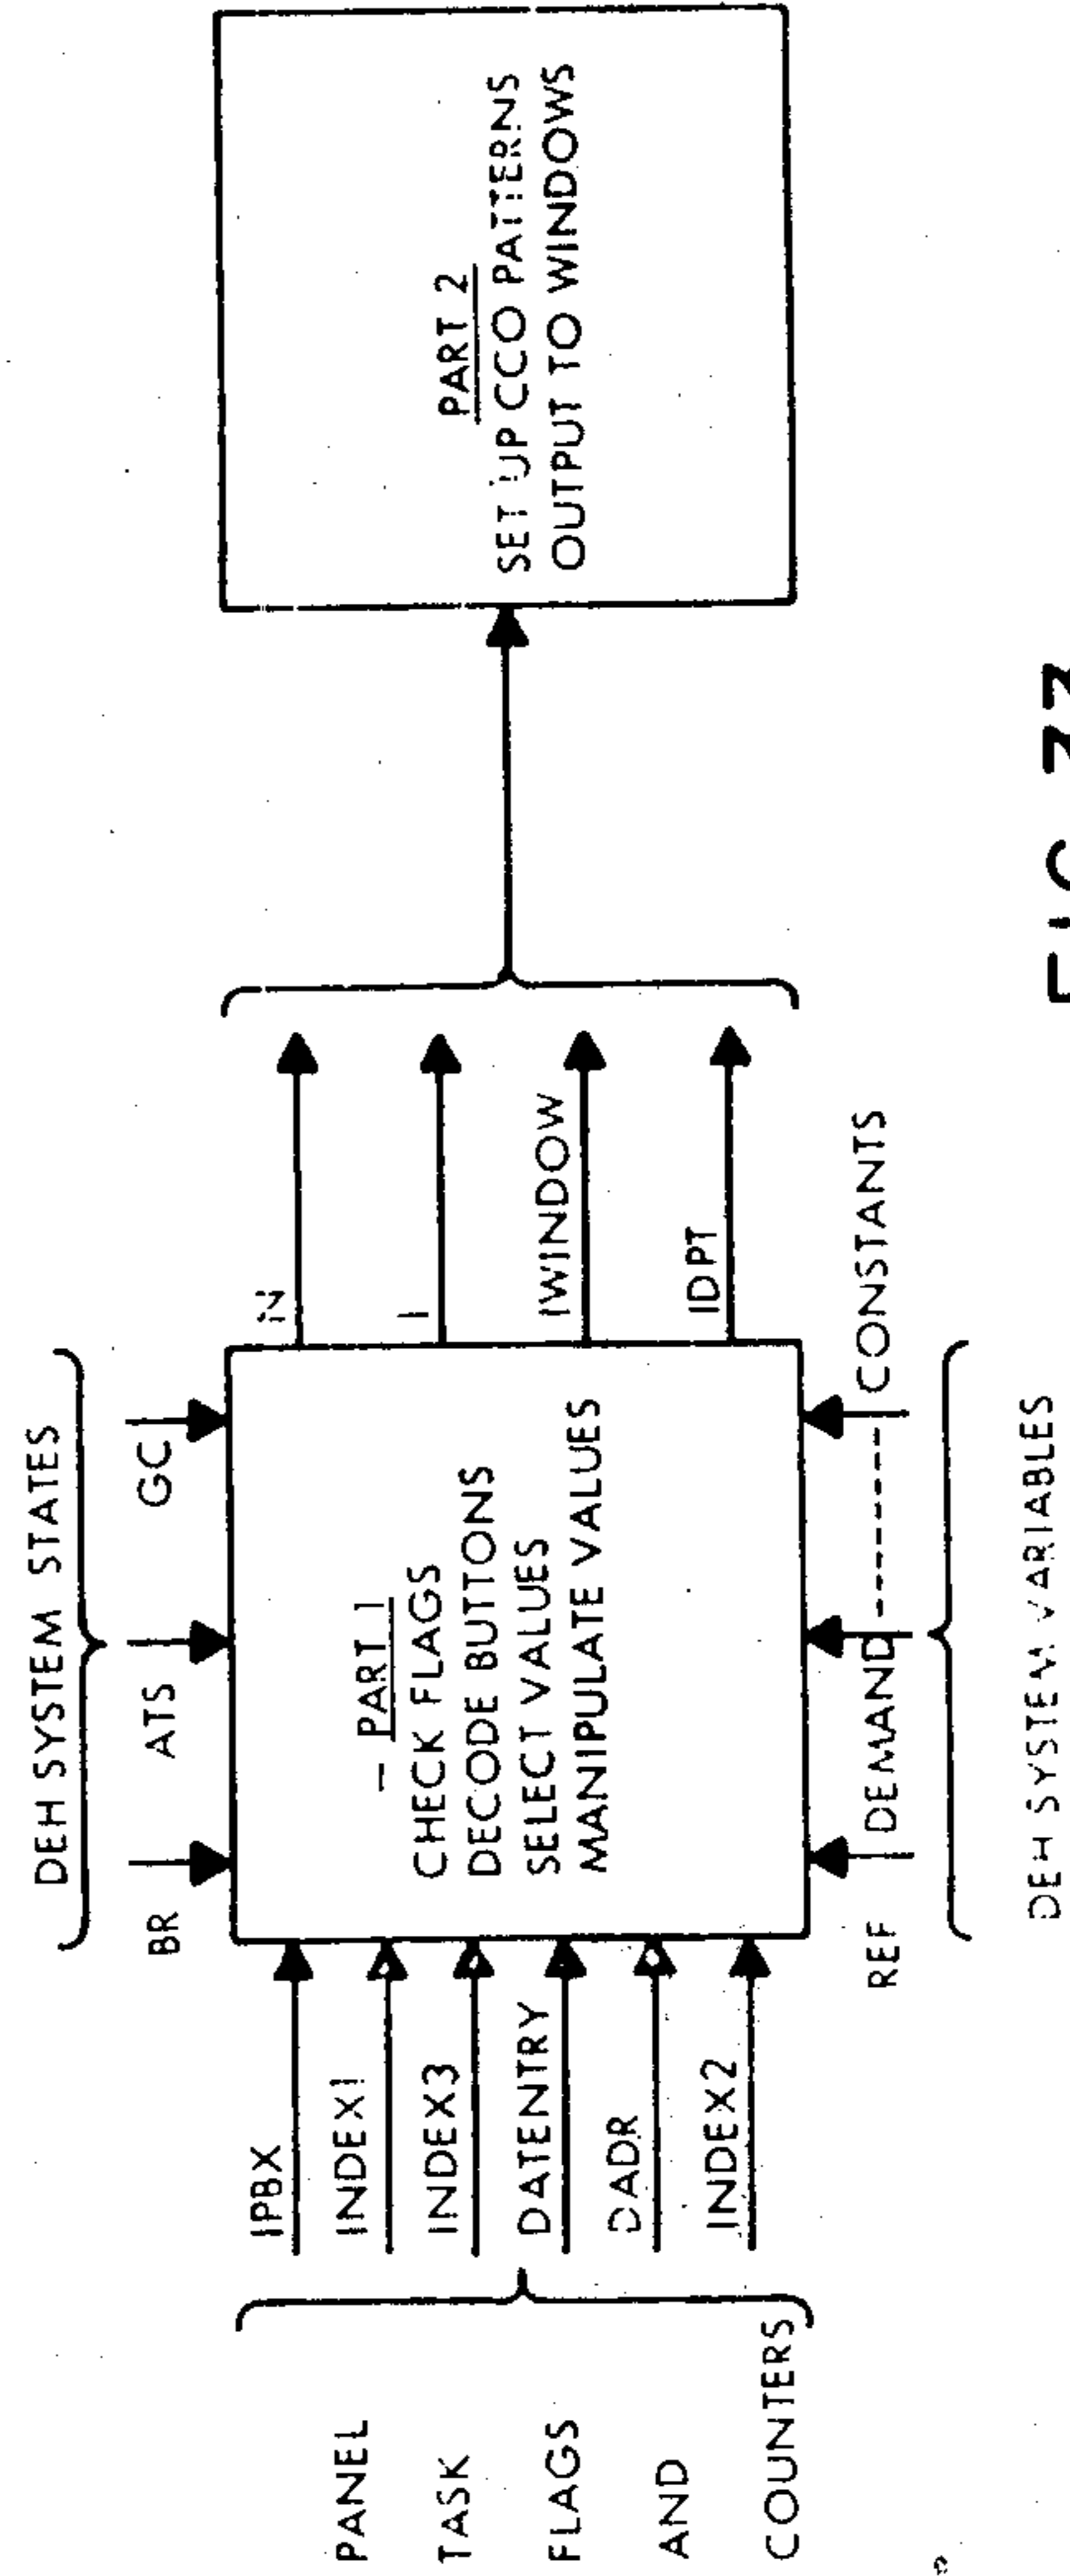 DEH SYSTEM STATES
BR
ATS
GC
PANEL
TASK
FLAGS
AND
COUNTERS
IPBX
INDEX1
INDEX3
DATENTRY
DADR
INDEX2
PART 1
CHECK FLAGS
DECODE BUTTONS
SELECT VALUES
MANIPULATE VALUES
I
IWINDOW
IDPT
REF
DEMAND
CONSTANTS
DEH SYSTEM VARIABLES
PART 2
SET UP CCO PATTERNS
OUTPUT TO WINDOWS